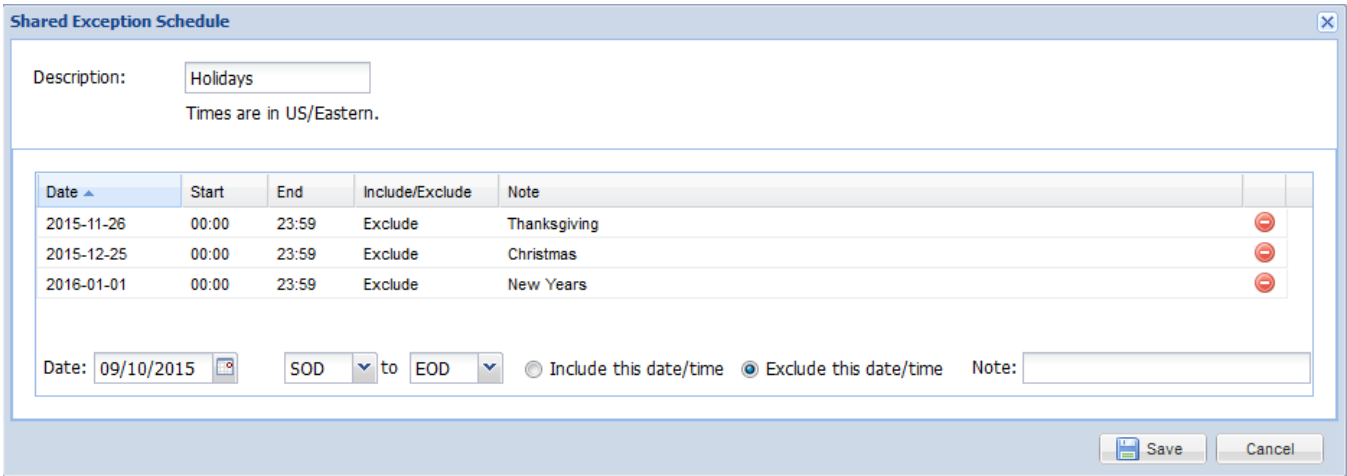 Shared Exception Schedule
Description: Holidays
Times are in US/Eastern.
Date Start End Include/Exclude Note
2015-11-26 00:00 23:59 Exclude Thanksgiving
2015-12-25 00:00 23:59 Exclude Christmas
2016-01-01 00:00 23:59 Exclude New Years
Date: 09/10/2015 SOD to EOD Include this date/time Exclude this date/time Note:
Save Cancel